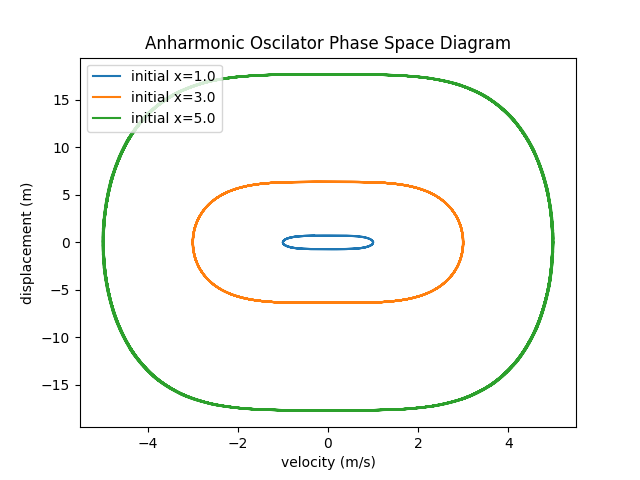 Anharmonic Oscilator Phase Space Diagram
initial x=1.0
initial x=3.0
initial x=5.0
displacement (m)
15
10
5
0
−5
−10
−15
−4
−2
0
2
4
velocity (m/s)